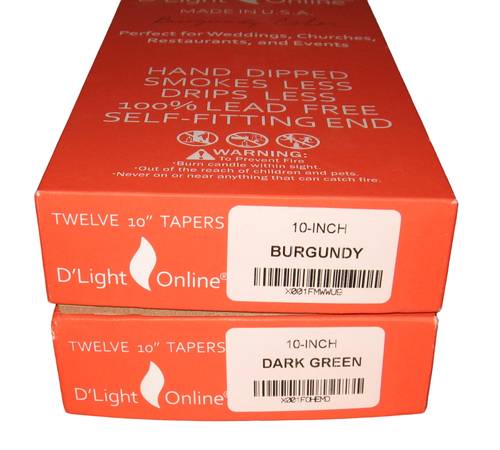 D'Light Online®
MADE IN U.S.A.
Perfect for Weddings, Churches,
Restaurants, and Events
HAND DIPPED
SMOKES LESS
DRIPS LESS
100% LEAD FREE
SELF-FITTING END
WARNING:
To Prevent Fire
•Burn candle within sight.
•Out of the reach of children and pets.
•Never on or near anything that can catch fire.
TWELVE 10" TAPERS
D'Light Online®
10-INCH
BURGUNDY
X001FMWWU9
TWELVE 10" TAPERS
D'Light Online®
10-INCH
DARK GREEN